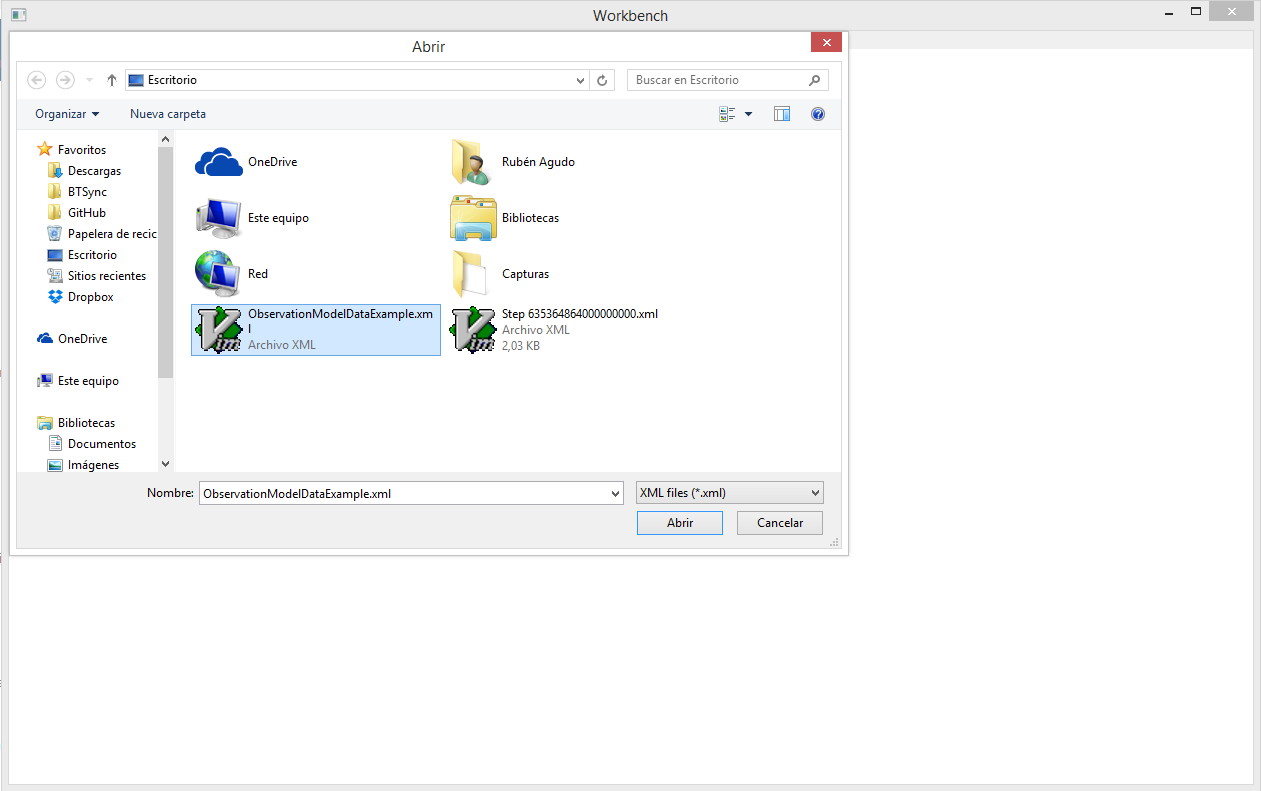 Workbench
Abrir
Escritorio
Buscar en Escritorio
Organizar
Nueva carpeta
Favoritos
Descargas
BTSync
GitHub
Papelera de recic
Escritorio
Sitios recientes
Dropbox
OneDrive
Este equipo
Bibliotecas
Documentos
Imágenes
OneDrive
Rubén Agudo
Este equipo
Bibliotecas
Red
Capturas
ObservationModelDataExample.xm
l
Archivo XML
Step 635364864000000000.xml
Archivo XML
2,03 KB
Nombre:
ObservationModelDataExample.xml
XML files (*.xml)
Abrir
Cancelar